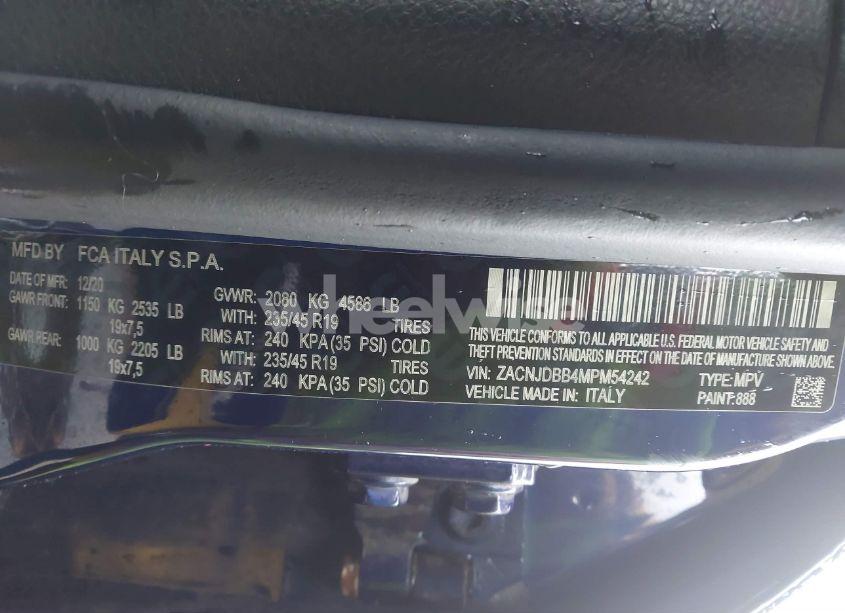 MFD BY FCA ITALY S.P.A.
DATE OF MFR: 12/20
GAWR FRONT: 1150 KG 2535 LB
19x7,5
GAWR REAR: 1000 KG 2205 LB
19x7,5
GVWR: 2080 KG 4586 LB
WITH: 235/45 R19 TIRES
RIMS AT: 240 KPA (35 PSI) COLD
WITH: 235/45 R19 TIRES
RIMS AT: 240 KPA (35 PSI) COLD
THIS VEHICLE CONFORMS TO ALL APPLICABLE U.S. FEDERAL MOTOR VEHICLE SAFETY AND
THEFT PREVENTION STANDARDS IN EFFECT ON THE DATE OF MANUFACTURE SHOWN ABOVE
VIN: ZACNJDBB4MPM54242 TYPE: MPV
VEHICLE MADE IN: ITALY PAINT: 888
wheelwise